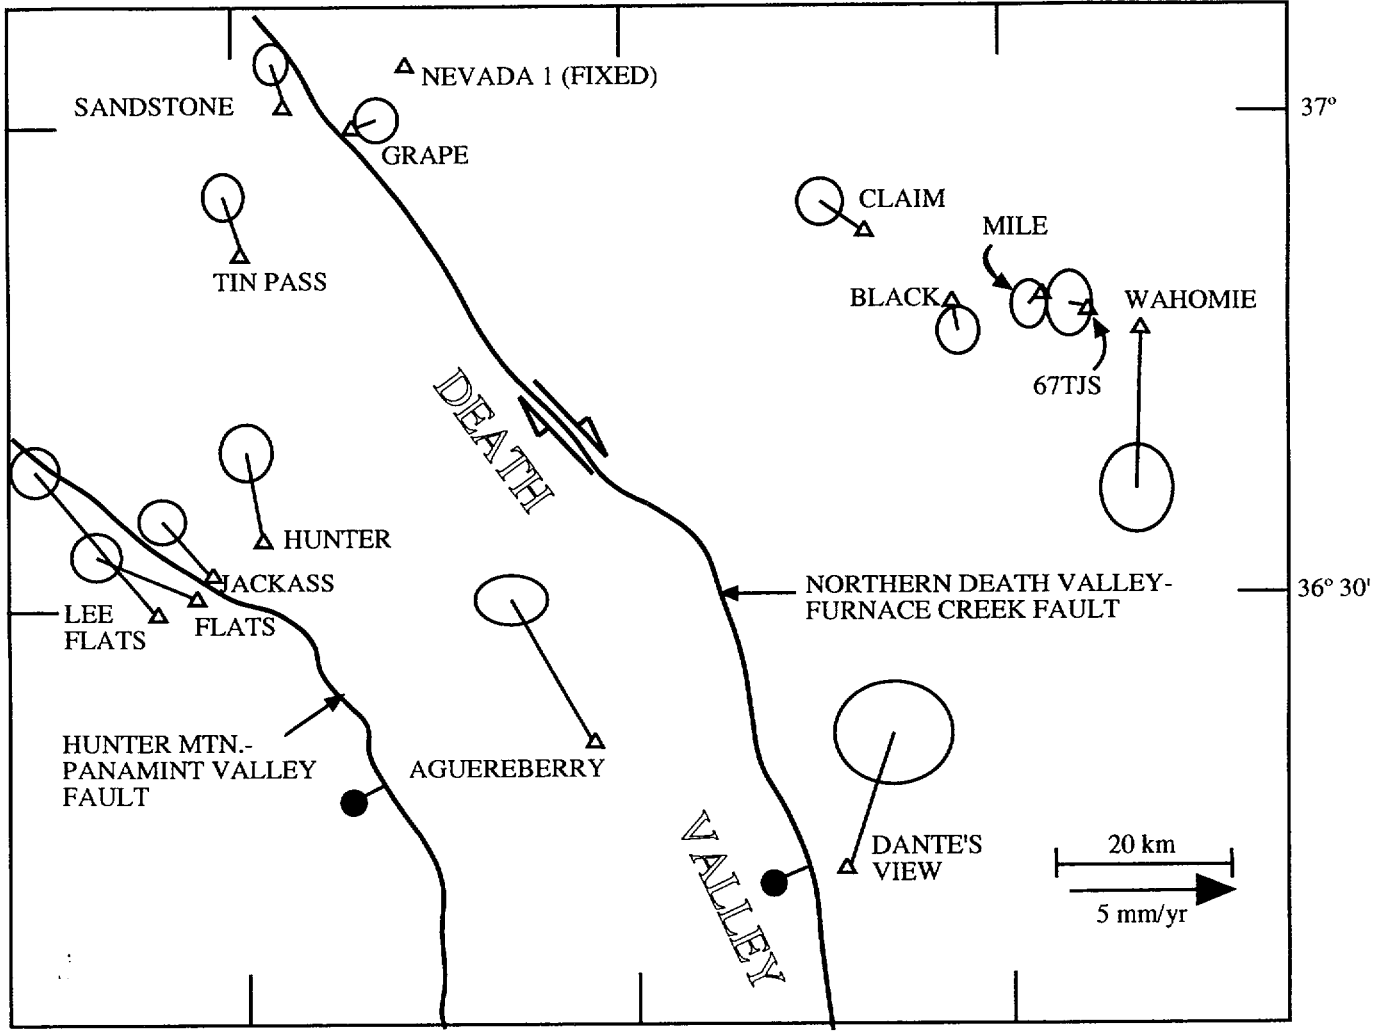 NEVADA 1 (FIXED)
SANDSTONE
37°
GRAPE
CLAIM
MILE
TIN PASS
BLACK
WAHOMIE
67TJS
DEATH
HUNTER
JACKASS
NORTHERN DEATH VALLEY-
FURNACE CREEK FAULT
36° 30'
LEE
FLATS
FLATS
HUNTER MTN.-
PANAMINT VALLEY
FAULT
AGUEREBERRY
VALLEY
DANTE'S
VIEW
20 km
5 mm/yr